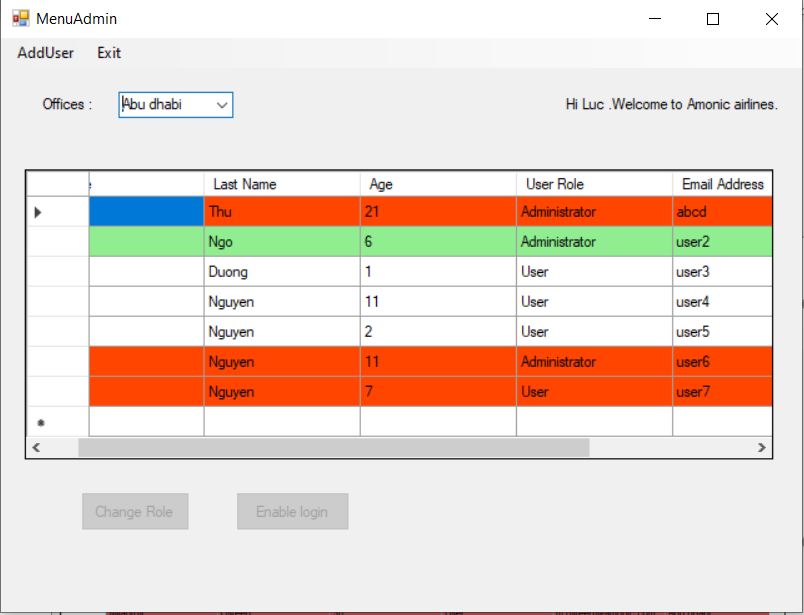 MenuAdmin
AddUser Exit
Offices : Abu dhabi Hi Luc .Welcome to Amonic airlines.
Last Name Age User Role Email Address
Thu 21 Administrator abcd
Ngo 6 Administrator user2
Duong 1 User user3
Nguyen 11 User user4
Nguyen 2 User user5
Nguyen 11 Administrator user6
Nguyen 7 User user7
Change Role Enable login